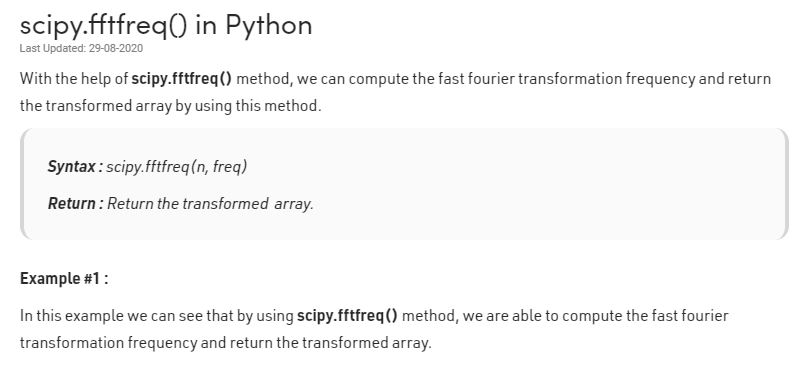 scipy.fftfreq() in Python
Last Updated: 29-08-2020
With the help of scipy.fftfreq() method, we can compute the fast fourier transformation frequency and return
the transformed array by using this method.
Syntax : scipy.fftfreq(n, freq)
Return : Return the transformed array.
Example #1 :
In this example we can see that by using scipy.fftfreq() method, we are able to compute the fast fourier
transformation frequency and return the transformed array.